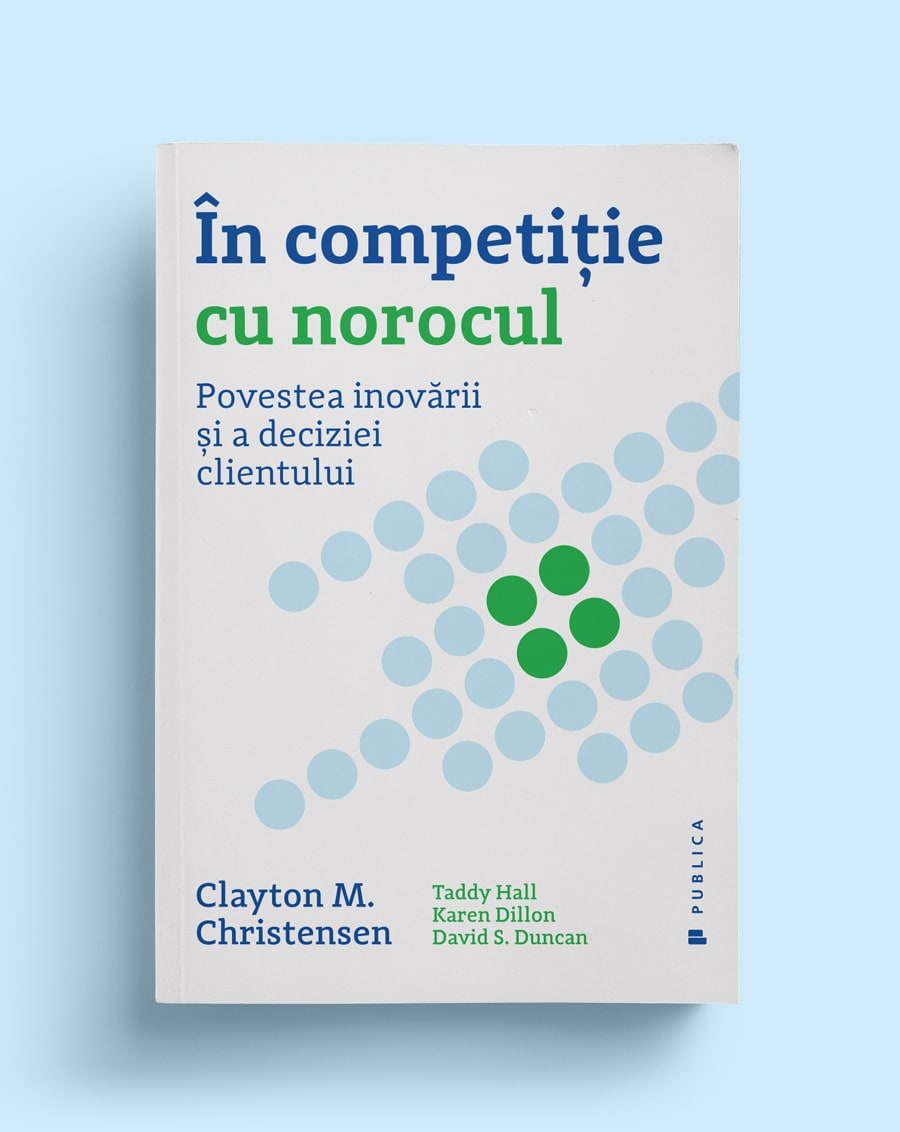 În competiție
cu norocul
Povestea inovării
și a deciziei
clientului
Clayton M.
Christensen
Taddy Hall
Karen Dillon
David S. Duncan
PUBLICA